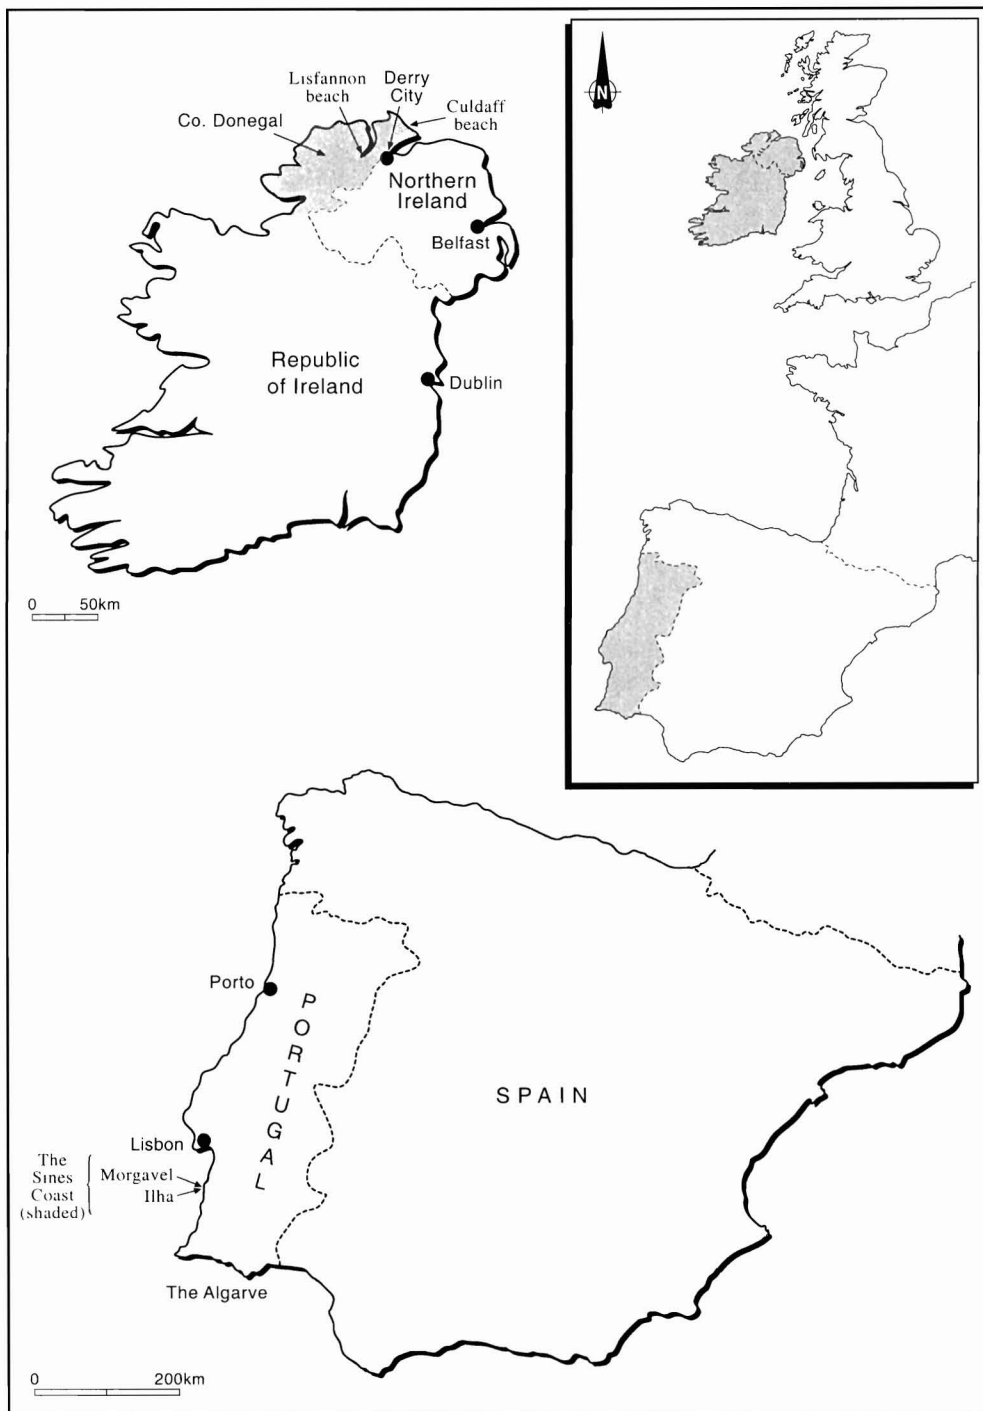 Lisfannon
beach
Derry
City
Culdaff
beach
Co. Donegal
Northern
Ireland
Belfast
Republic
of Ireland
Dublin
0 50km
N
Porto
PORTUGAL
SPAIN
Lisbon
The
Sines
Coast
(shaded)
Morgavel
Ilha
The Algarve
0 200km